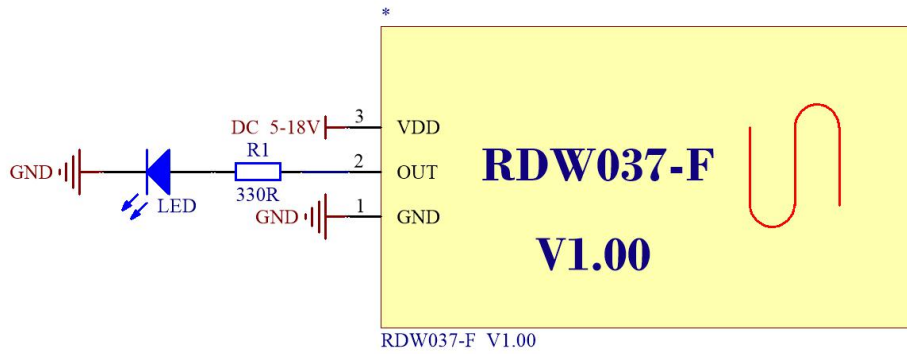 *
DC 5-18V 3 VDD
R1
GND LED 330R 2 OUT
GND 1 GND
RDW037-F
V1.00
RDW037-F V1.00